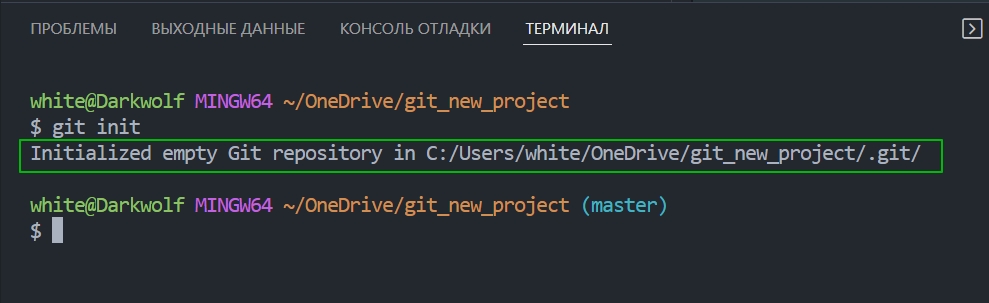 ПРОБЛЕМЫ ВЫХОДНЫЕ ДАННЫЕ КОНСОЛЬ ОТЛАДКИ ТЕРМИНАЛ
white@Darkwolf MINGW64 ~/OneDrive/git_new_project
$ git init
Initialized empty Git repository in C:/Users/white/OneDrive/git_new_project/.git/
white@Darkwolf MINGW64 ~/OneDrive/git_new_project (master)
$